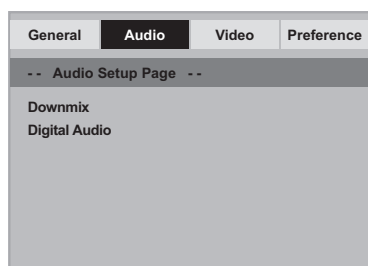 General Audio Video Preference
- - Audio Setup Page - -
Downmix
Digital Audio